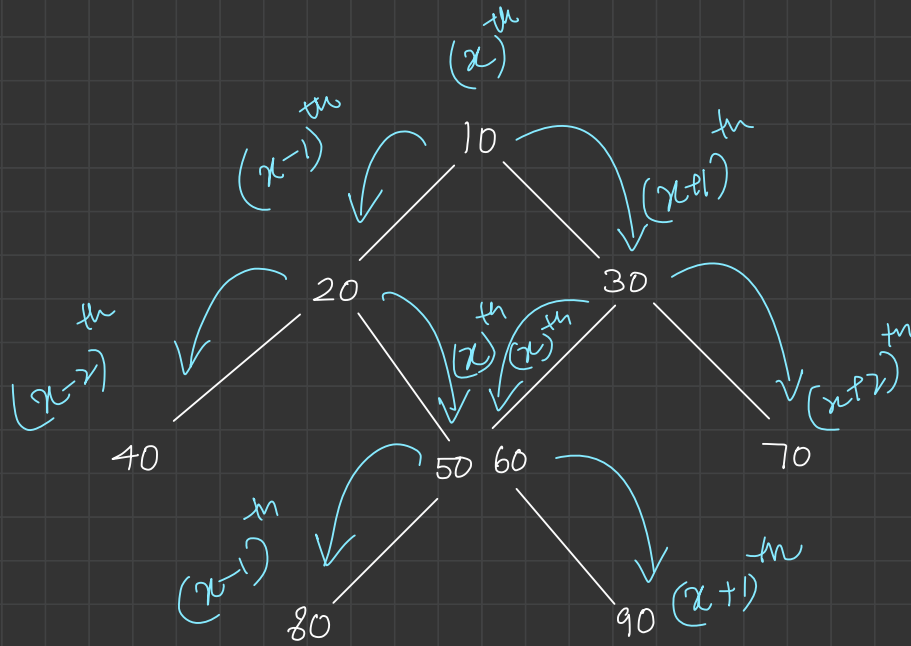 (x)th
(x-1)th
10
(x+1)th
20
30
(x-2)th
(x)th (x)th
(x+2)th
40
50 60
70
(x-1)th
(x+1)th
80
90